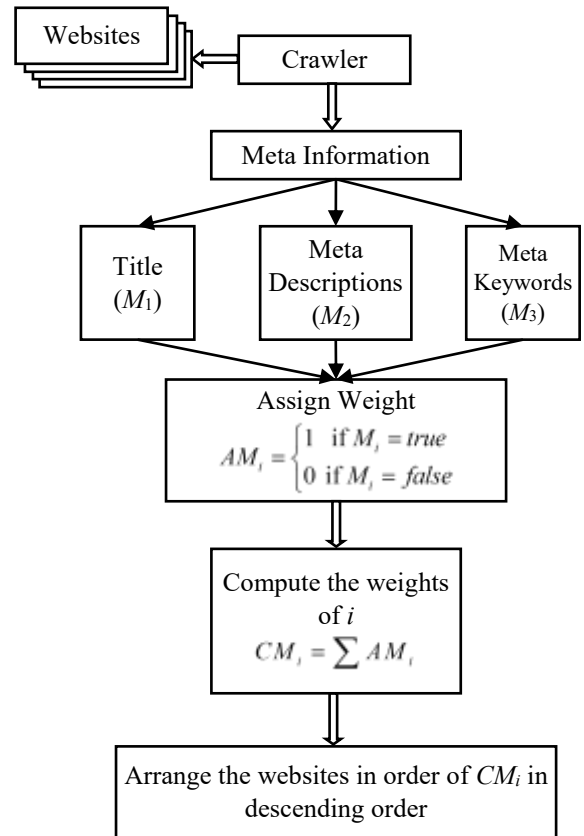 Websites
Crawler
Meta Information
Title
(M₁)
Meta
Descriptions
(M₂)
Meta
Keywords
(M₃)
Assign Weight
AMᵢ = {1 if Mᵢ = true
0 if Mᵢ = false
Compute the weights
of i
CMᵢ = ∑ AMᵢ
Arrange the websites in order of CMᵢ in
descending order